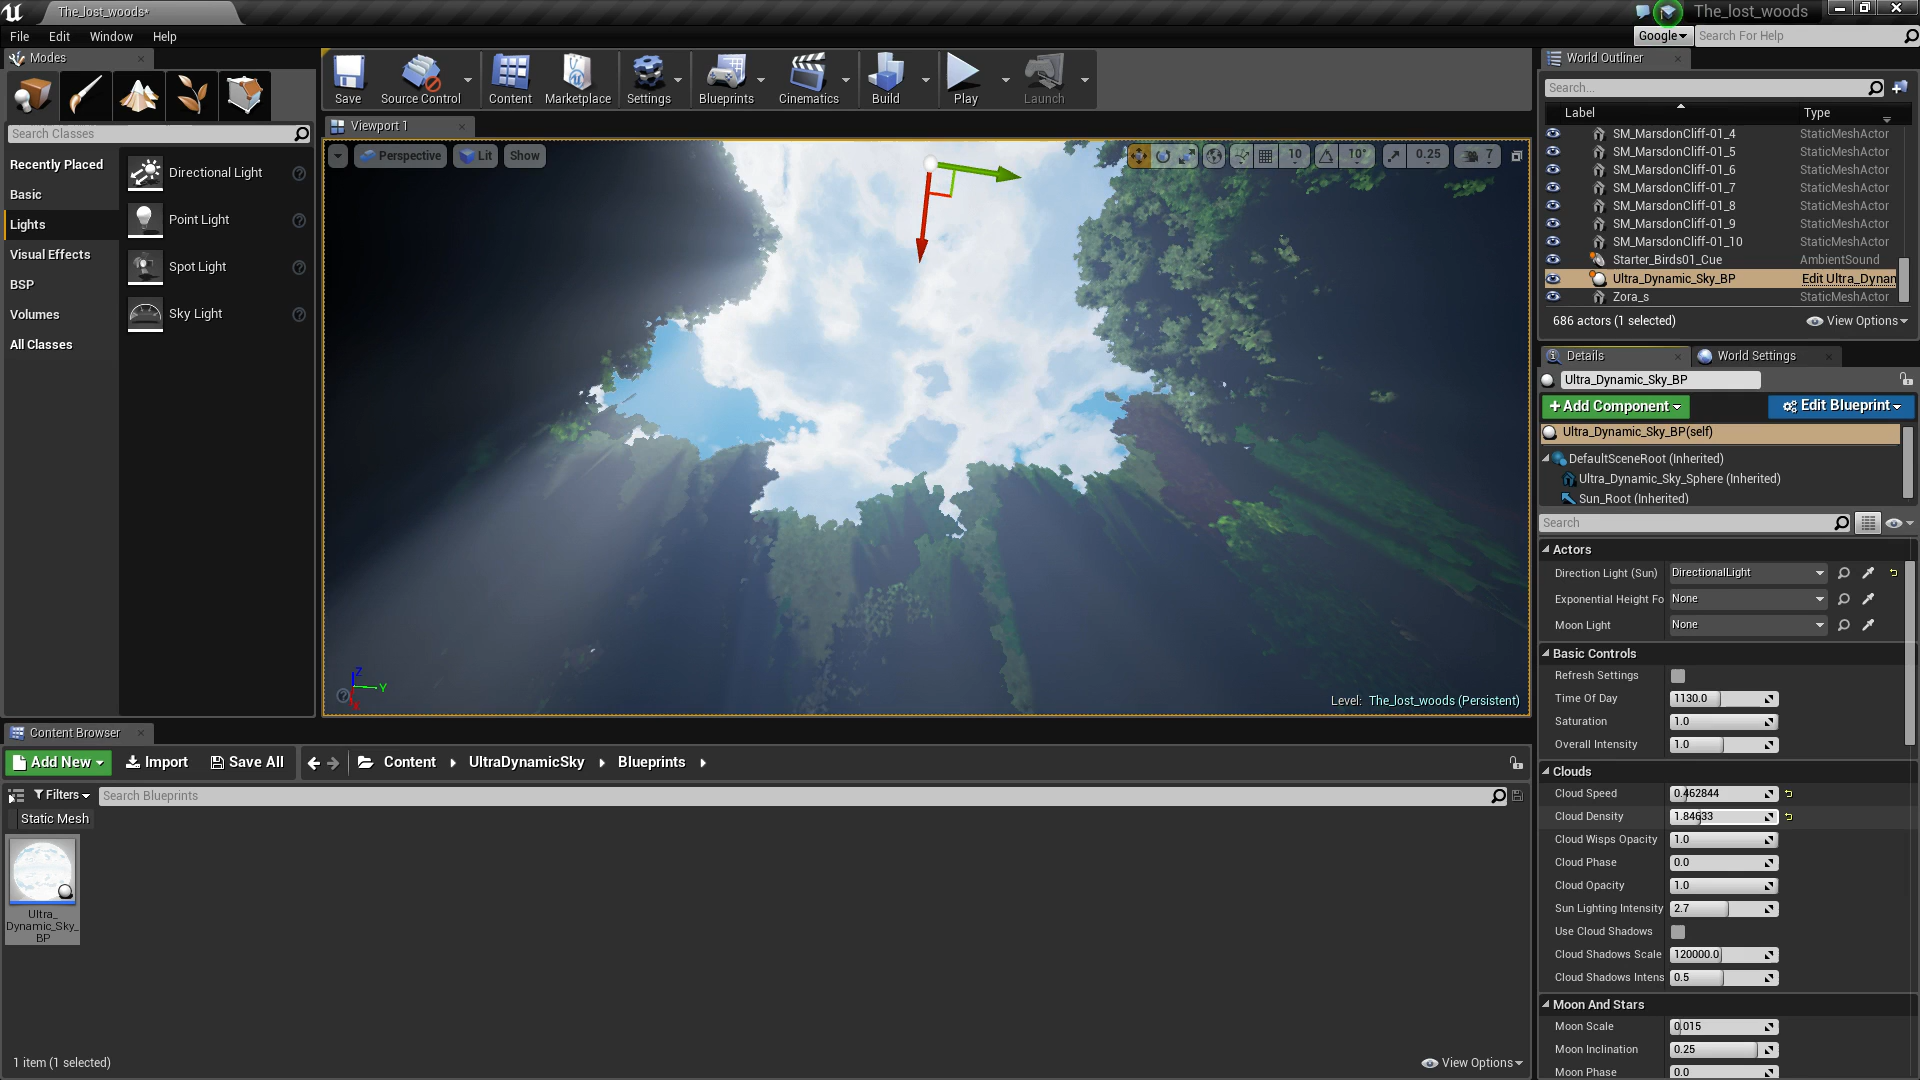 The_lost_woods*
The_lost_woods
File Edit Window Help
Google
Search For Help
Modes
Search Classes
Recently Placed
Basic
Lights
Visual Effects
BSP
Volumes
All Classes
Directional Light
Point Light
Spot Light
Sky Light
Save
Source Control
Content
Marketplace
Settings
Blueprints
Cinematics
Build
Play
Launch
Viewport 1
Perspective
Lit
Show
10
10°
0.25
7
Z
Y
Level: The_lost_woods (Persistent)
World Outliner
Search...
Label Type
SM_MarsdonCliff-01_4 StaticMeshActor
SM_MarsdonCliff-01_5 StaticMeshActor
SM_MarsdonCliff-01_6 StaticMeshActor
SM_MarsdonCliff-01_7 StaticMeshActor
SM_MarsdonCliff-01_8 StaticMeshActor
SM_MarsdonCliff-01_9 StaticMeshActor
SM_MarsdonCliff-01_10 StaticMeshActor
Starter_Birds01_Cue AmbientSound
Ultra_Dynamic_Sky_BP Edit Ultra_Dynan
Zora_s StaticMeshActor
686 actors (1 selected)
View Options
Details
World Settings
Ultra_Dynamic_Sky_BP
+Add Component
Edit Blueprint
Ultra_Dynamic_Sky_BP(self)
DefaultSceneRoot (Inherited)
Ultra_Dynamic_Sky_Sphere (Inherited)
Sun_Root (Inherited)
Search
Actors
Direction Light (Sun) DirectionalLight
Exponential Height Fo None
Moon Light None
Basic Controls
Refresh Settings
Time Of Day 1130.0
Saturation 1.0
Overall Intensity 1.0
Clouds
Cloud Speed 0.462844
Cloud Density 1.84633
Cloud Wisps Opacity 1.0
Cloud Phase 0.0
Cloud Opacity 1.0
Sun Lighting Intensity 2.7
Use Cloud Shadows
Cloud Shadows Scale 120000.0
Cloud Shadows Intens 0.5
Moon And Stars
Moon Scale 0.015
Moon Inclination 0.25
Moon Phase 0.0
Content Browser
Add New
Import
Save All
Content
UltraDynamicSky
Blueprints
Filters
Search Blueprints
Static Mesh
Ultra_
Dynamic_Sky_
BP
1 item (1 selected)
View Options